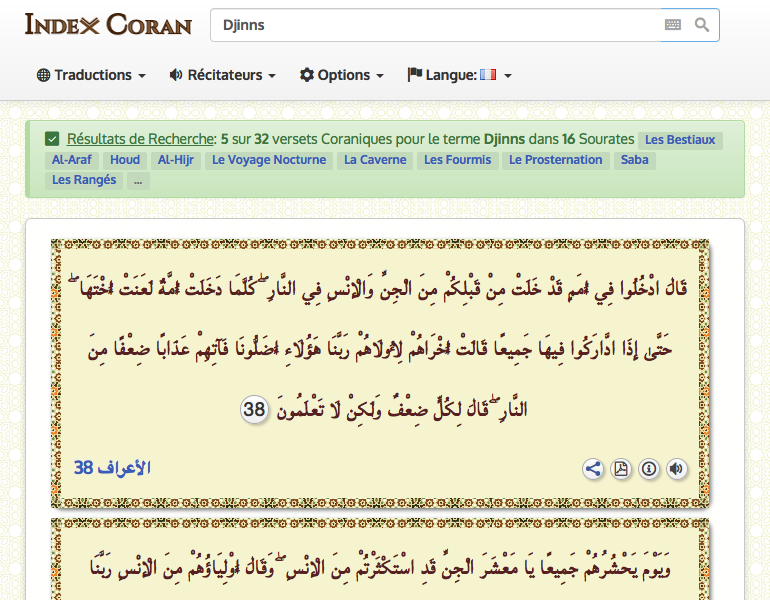 INDEX CORAN
Djinns
Traductions
Récitateurs
Options
Langue:
Résultats de Recherche: 5 sur 32 versets Coraniques pour le terme Djinns dans 16 Sourates Les Bestiaux
Al-Araf Houd Al-Hijr Le Voyage Nocturne La Caverne Les Fourmis Le Prosternation Saba
Les Rangés ...
قَالَ ادْخُلُوا فِي أُمَمٍ قَدْ خَلَتْ مِنْ قَبْلِكُمْ مِنَ الْجِنِّ وَالْإِنْسِ فِي النَّارِ ۖ كُلَّمَا دَخَلَتْ أُمَّةٌ لَعَنَتْ أُخْتَهَا ۖ
حَتَّىٰ إِذَا ادَّارَكُوا فِيهَا جَمِيعًا قَالَتْ أُخْرَاهُمْ لِأُولَاهُمْ رَبَّنَا هَٰؤُلَاءِ أَضَلُّونَا فَآتِهِمْ عَذَابًا ضِعْفًا مِنَ
النَّارِ ۖ قَالَ لِكُلٍّ ضِعْفٌ وَلَٰكِنْ لَا تَعْلَمُونَ 38
الأعراف 38
وَيَوْمَ يَحْشُرُهُمْ جَمِيعًا يَا مَعْشَرَ الْجِنِّ قَدِ اسْتَكْثَرْتُمْ مِنَ الْإِنْسِ ۖ وَقَالَ أَوْلِيَاؤُهُمْ مِنَ الْإِنْسِ رَبَّنَا